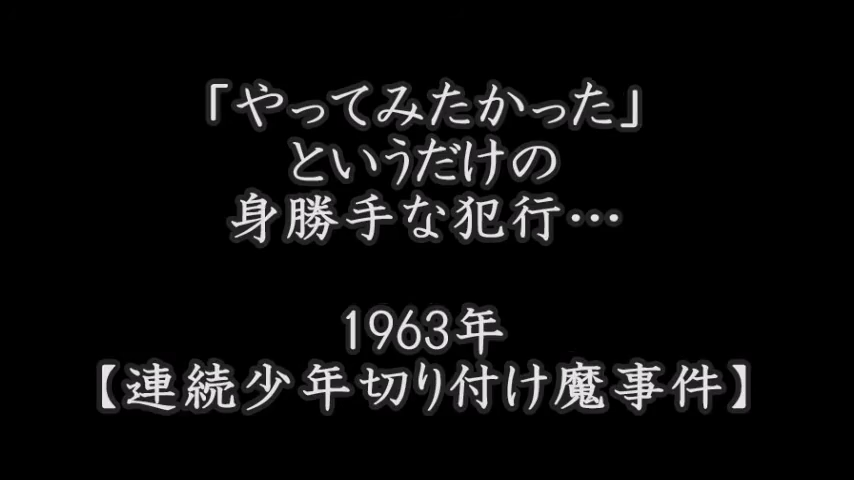 「やってみたかった」
というだけの
身勝手な犯行…
1963年
【連続少年切り付け魔事件】